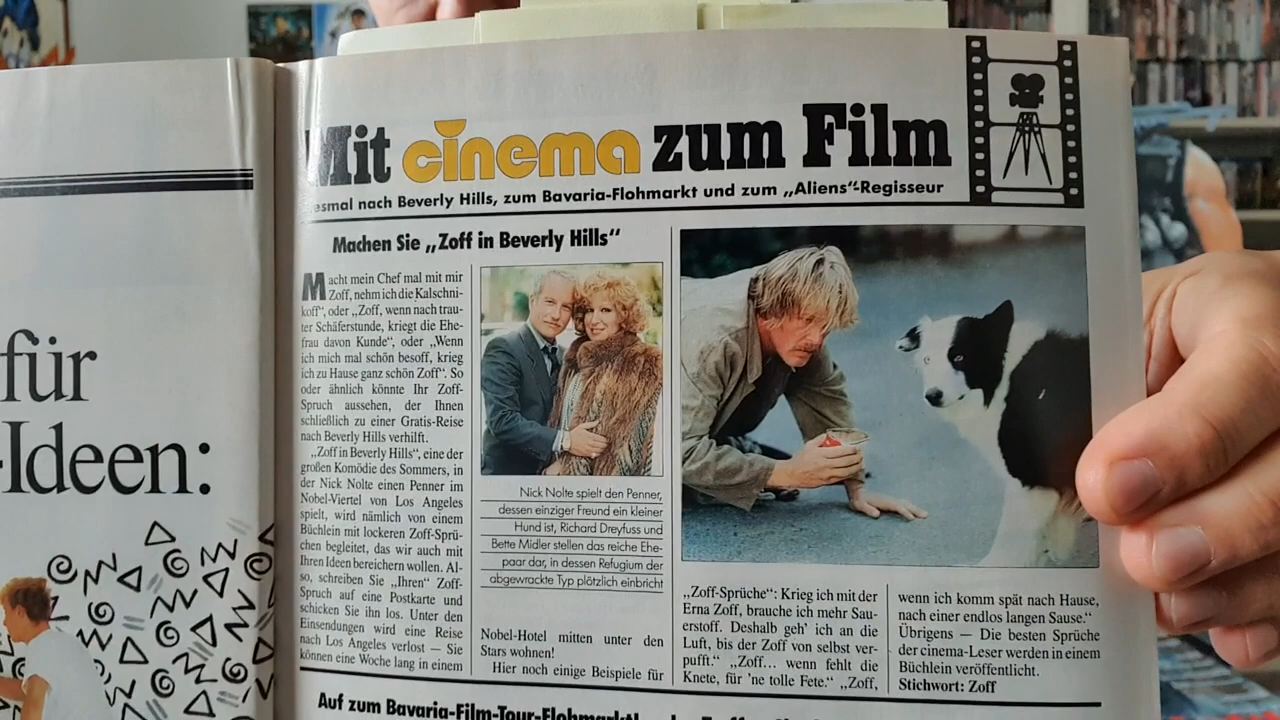 für
-Ideen:
Mit cinema zum Film
esmal nach Beverly Hills, zum Bavaria-Flohmarkt und zum „Aliens“-Regisseur
Machen Sie „Zoff in Beverly Hills“
Macht mein Chef mal mit mir
Zoff, nehm ich die Kalschni-
koff“, oder „Zoff, wenn nach trau-
ter Schäferstunde, kriegt die Ehe-
frau davon Kunde“, oder „Wenn
ich mich mal schön besoff, krieg
ich zu Hause ganz schön Zoff“. So
oder ähnlich könnte Ihr Zoff-
Spruch aussehen, der Ihnen
schließlich zu einer Gratis-Reise
nach Beverly Hills verhilft.
„Zoff in Beverly Hills“, eine der
großen Komödie des Sommers, in
der Nick Nolte einen Penner im
Nobel-Viertel von Los Angeles
spielt, wird nämlich von einem
Büchlein mit lockeren Zoff-Sprü-
chen begleitet, das wir auch mit
Ihren Ideen bereichern wollen. Al-
so, schreiben Sie „Ihren“ Zoff-
Spruch auf eine Postkarte und
schicken Sie ihn los. Unter den
Einsendungen wird eine Reise
nach Los Angeles verlost — Sie
können eine Woche lang in einem
Nick Nolte spielt den Penner,
dessen einziger Freund ein kleiner
Hund ist, Richard Dreyfuss und
Bette Midler stellen das reiche Ehe-
paar dar, in dessen Refugium der
abgewrackte Typ plötzlich einbricht
Nobel-Hotel mitten unter den
Stars wohnen!
Hier noch einige Beispiele für
„Zoff-Sprüche“: Krieg ich mit der
Erna Zoff, brauche ich mehr Sau-
erstoff. Deshalb geh' ich an die
Luft, bis der Zoff von selbst ver-
pufft.“ „Zoff... wenn fehlt die
Knete, für 'ne tolle Fete.“ „Zoff,
wenn ich komm spät nach Hause,
nach einer endlos langen Sause.“
Übrigens — Die besten Sprüche
der cinema-Leser werden in einem
Büchlein veröffentlicht.
Stichwort: Zoff
Auf zum Bavaria-Film-Tour-Flohmarkt!